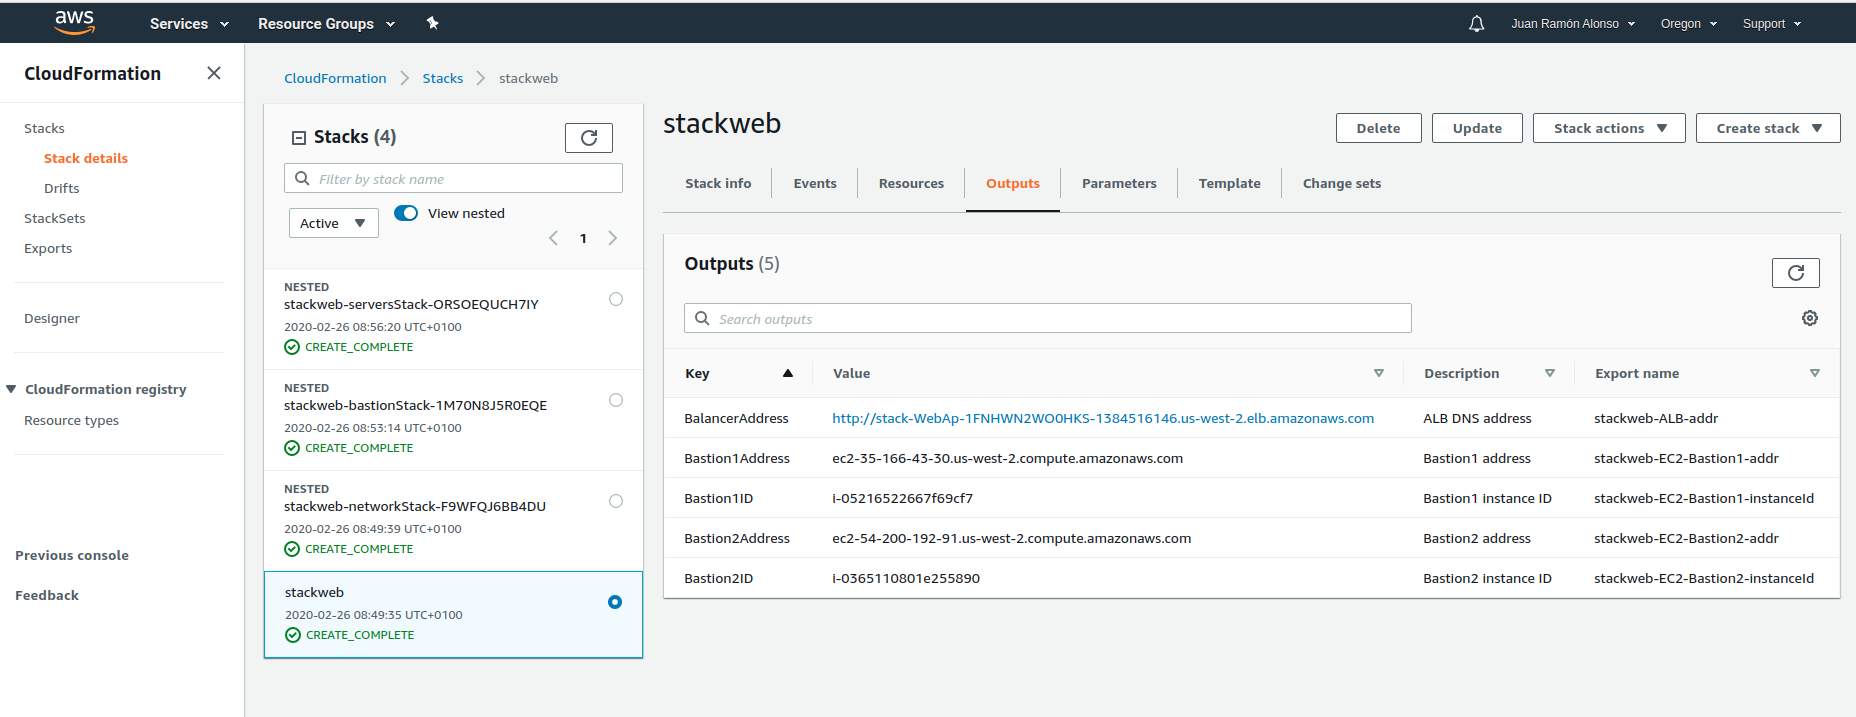 aws Services Resource Groups Juan Ramón Alonso Oregon Support
CloudFormation
Stacks
Stack details
Drifts
StackSets
Exports
Designer
CloudFormation registry
Resource types
Previous console
Feedback
CloudFormation Stacks stackweb
Stacks (4)
Filter by stack name
Active View nested
1
NESTED
stackweb-serversStack-ORSOEQUCH7IY
2020-02-26 08:56:20 UTC+0100
CREATE_COMPLETE
NESTED
stackweb-bastionStack-1M70N8J5R0EQE
2020-02-26 08:53:14 UTC+0100
CREATE_COMPLETE
NESTED
stackweb-networkStack-F9WFQJ6BB4DU
2020-02-26 08:49:39 UTC+0100
CREATE_COMPLETE
stackweb
2020-02-26 08:49:35 UTC+0100
CREATE_COMPLETE
stackweb
Delete Update Stack actions Create stack
Stack info Events Resources Outputs Parameters Template Change sets
Outputs (5)
Search outputs
Key Value Description Export name
BalancerAddress http://stack-WebAp-1FNHWN2WO0HKS-1384516146.us-west-2.elb.amazonaws.com ALB DNS address stackweb-ALB-addr
Bastion1Address ec2-35-166-43-30.us-west-2.compute.amazonaws.com Bastion1 address stackweb-EC2-Bastion1-addr
Bastion1ID i-05216522667f69cf7 Bastion1 instance ID stackweb-EC2-Bastion1-instanceId
Bastion2Address ec2-54-200-192-91.us-west-2.compute.amazonaws.com Bastion2 address stackweb-EC2-Bastion2-addr
Bastion2ID i-0365110801e255890 Bastion2 instance ID stackweb-EC2-Bastion2-instanceId